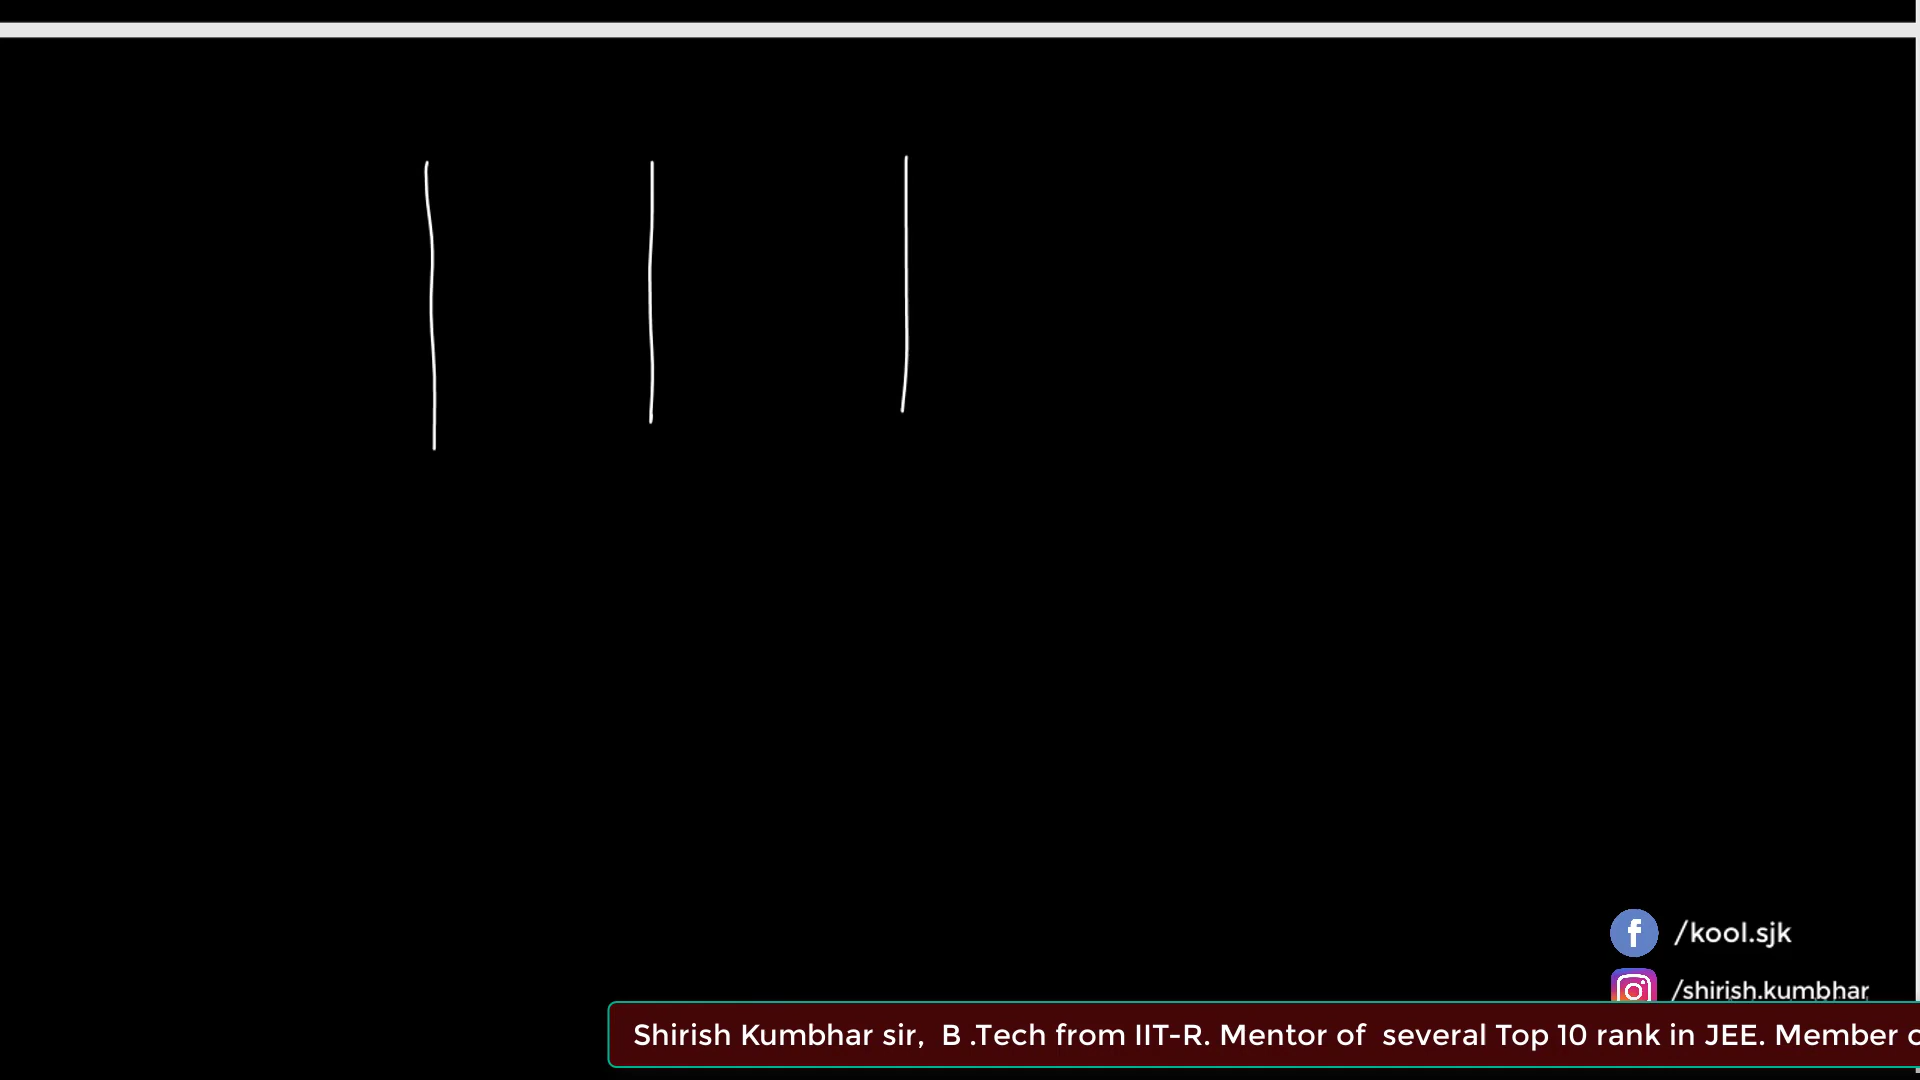 /kool.sjk
/shirish.kumbhar
Shirish Kumbhar sir, B .Tech from IIT-R. Mentor of several Top 10 rank in JEE. Member